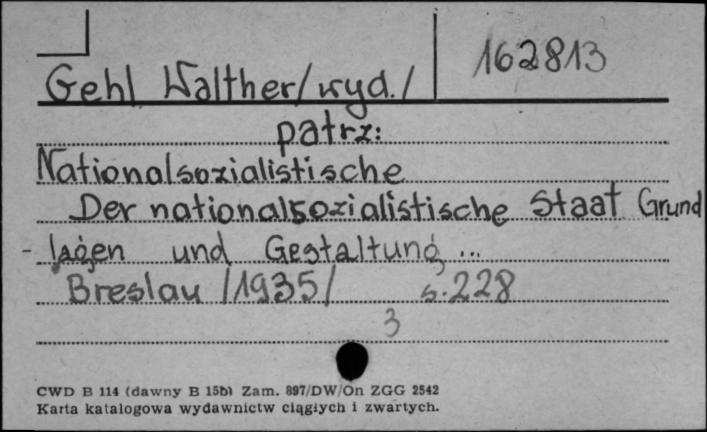 162813
Gehl Walther/wyd./
patrz:
Nationalsozialistische
Der nationalsozialistische Staat Grund
- lagen und Gestaltung ...
Breslau /1935/ s.228
3
CWD B 114 (dawny B 15b) Zam. 897/DW/On ZGG 2542
Karta katalogowa wydawnictw ciągłych i zwartych.